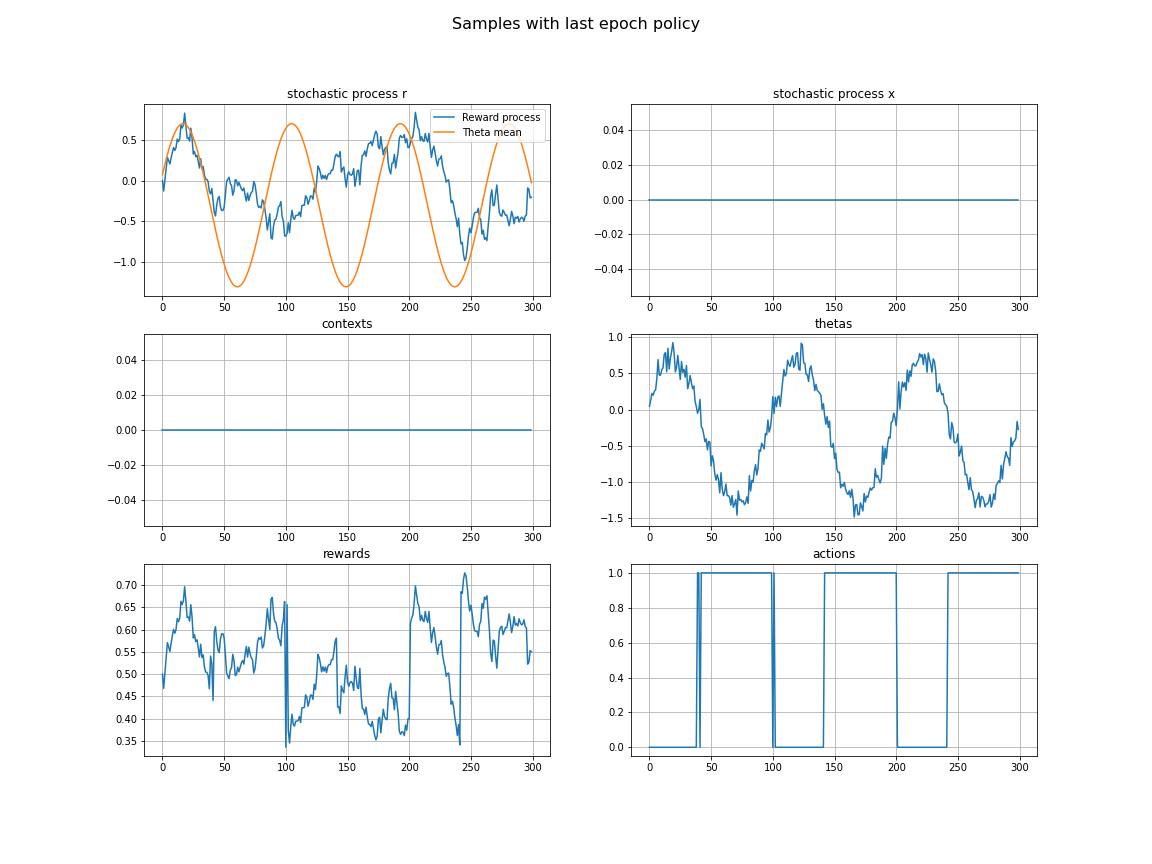 Samples with last epoch policy
stochastic process r
Reward process
Theta mean
0.5
0.0
−0.5
−1.0
0 50 100 150 200 250 300
stochastic process x
0.04
0.02
0.00
−0.02
−0.04
0 50 100 150 200 250 300
contexts
0.04
0.02
0.00
−0.02
−0.04
0 50 100 150 200 250 300
thetas
1.0
0.5
0.0
−0.5
−1.0
−1.5
0 50 100 150 200 250 300
rewards
0.70
0.65
0.60
0.55
0.50
0.45
0.40
0.35
0 50 100 150 200 250 300
actions
1.0
0.8
0.6
0.4
0.2
0.0
0 50 100 150 200 250 300